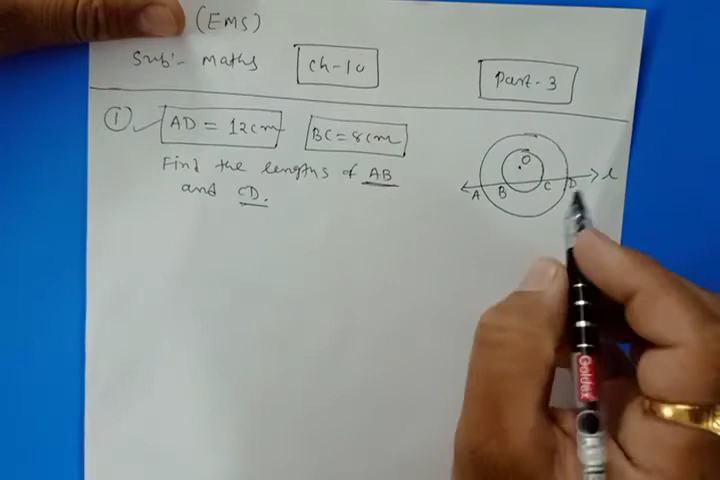 (EMS)
Sub:- Maths
Ch-10
Part-3
① AD = 12cm BC = 8cm
Find the lengths of AB
and CD.
O
l
A B C D
Goldex